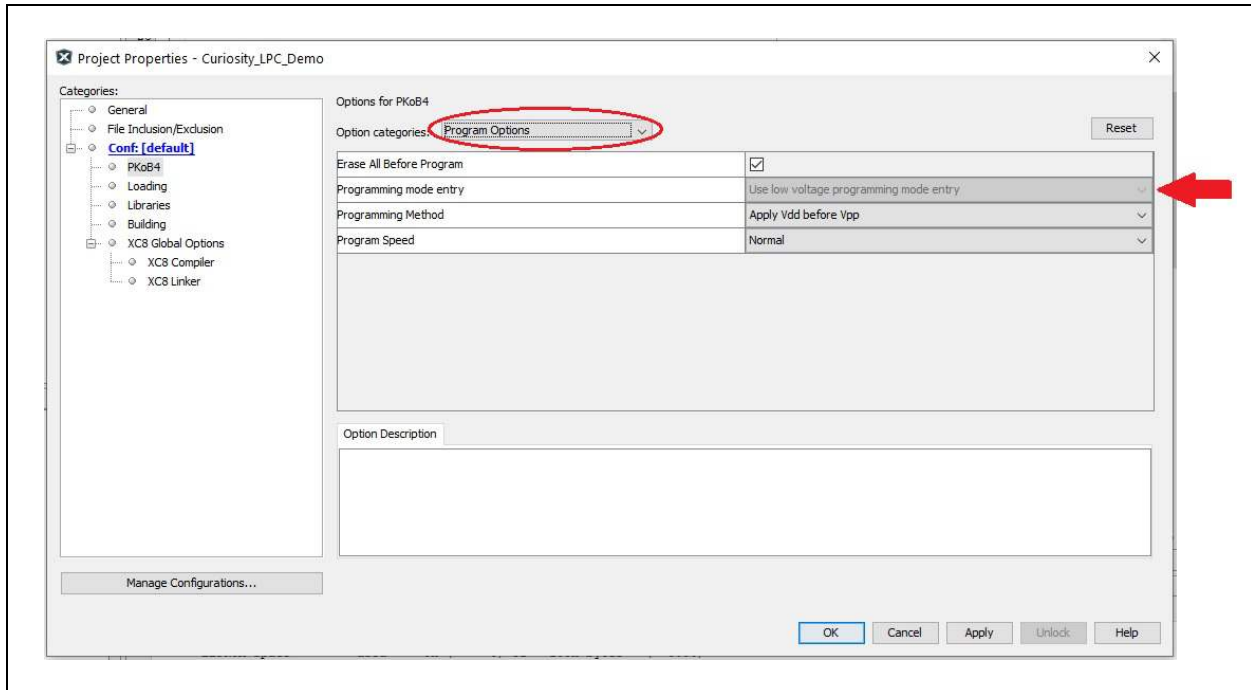 Project Properties - Curiosity_LPC_Demo
Categories:
General
File Inclusion/Exclusion
Conf: [default]
PKoB4
Loading
Libraries
Building
XC8 Global Options
XC8 Compiler
XC8 Linker
Manage Configurations...
Options for PKoB4
Option categories: Program Options
Reset
Erase All Before Program
Programming mode entry Use low voltage programming mode entry
Programming Method Apply Vdd before Vpp
Program Speed Normal
Option Description
OK Cancel Apply Unlock Help